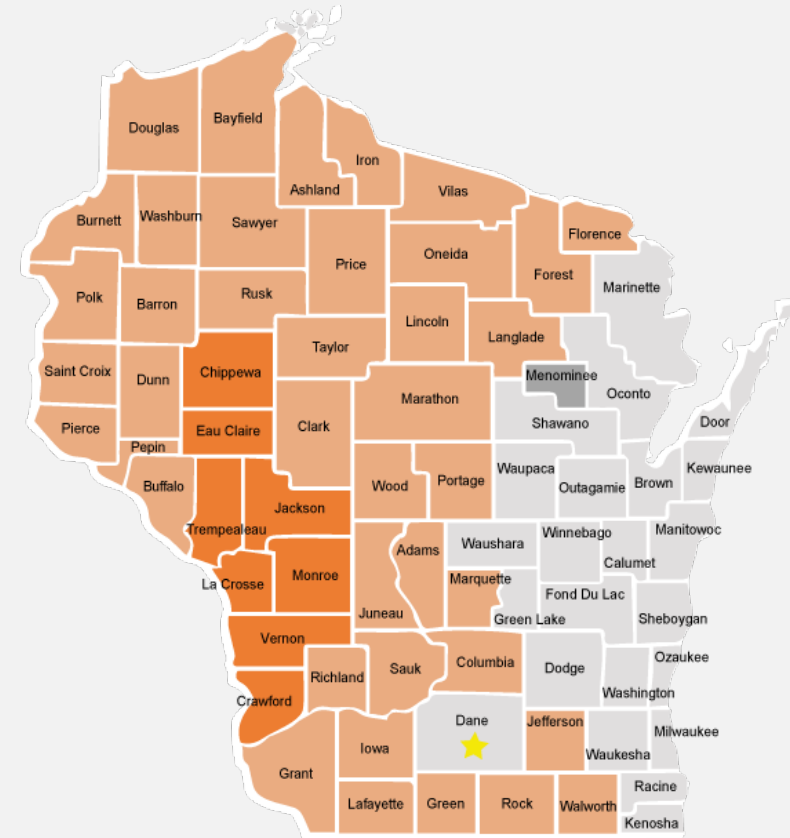 Bayfield
Douglas
Iron
Ashland
Vilas
Burnett
Washburn
Sawyer
Florence
Price
Oneida
Forest
Marinette
Polk
Barron
Rusk
Lincoln
Langlade
Taylor
Saint Croix
Dunn
Chippewa
Menominee
Oconto
Marathon
Shawano
Door
Pierce
Eau Claire
Clark
Pepin
Waupaca
Kewaunee
Buffalo
Wood
Portage
Outagamie
Brown
Jackson
Trempealeau
Waushara
Winnebago
Manitowoc
Adams
Calumet
La Crosse
Monroe
Marquette
Fond Du Lac
Juneau
Green Lake
Sheboygan
Vernon
Richland
Sauk
Columbia
Dodge
Ozaukee
Washington
Crawford
Dane
Jefferson
Milwaukee
Iowa
Waukesha
Grant
Lafayette
Green
Rock
Walworth
Racine
Kenosha